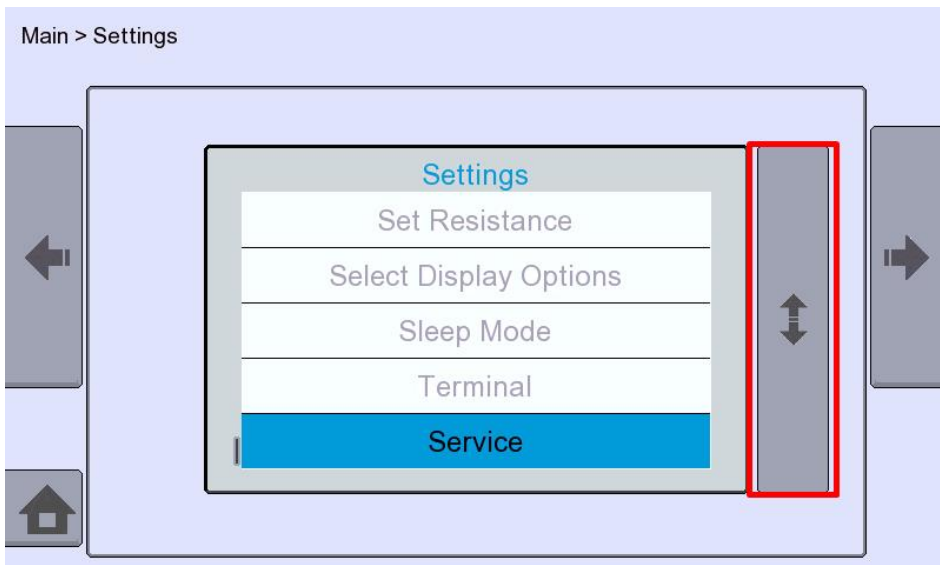 Main > Settings
Settings
Set Resistance
Select Display Options
Sleep Mode
Terminal
Service